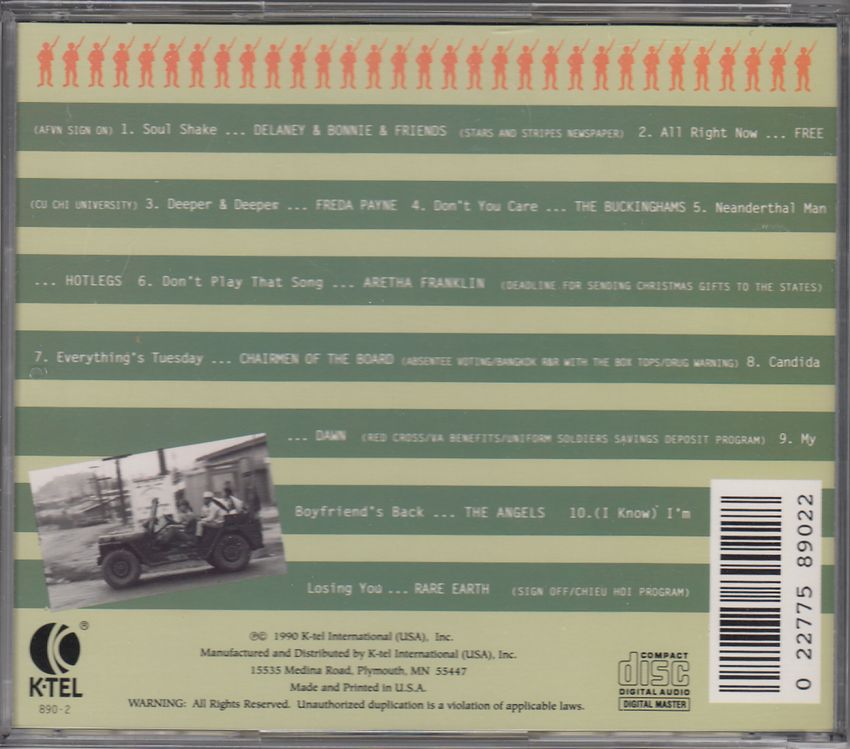 (AFVN SIGN ON) 1. Soul Shake ... DELANEY & BONNIE & FRIENDS (STARS AND STRIPES NEWSPAPER) 2. All Right Now ... FREE
(CU CHI UNIVERSITY) 3. Deeper & Deeper ... FREDA PAYNE 4. Don't You Care ... THE BUCKINGHAMS 5. Neanderthal Man
... HOTLEGS 6. Don't Play That Song ... ARETHA FRANKLIN (DEADLINE FOR SENDING CHRISTMAS GIFTS TO THE STATES)
7. Everything's Tuesday ... CHAIRMEN OF THE BOARD (ABSENTEE VOTING/BANGKOK R&R WITH THE BOX TOPS/DRUG WARNING) 8. Candida
... DAWN (RED CROSS/VA BENEFITS/UNIFORM SOLDIERS SAVINGS DEPOSIT PROGRAM) 9. My
Boyfriend's Back ... THE ANGELS 10.(I Know) I'm
Losing You ... RARE EARTH (SIGN OFF/CHIEU HOI PROGRAM)
K-TEL ®
890-2
℗© 1990 K-tel International (USA), Inc.
Manufactured and Distributed by K-tel International (USA), Inc.
15535 Medina Road, Plymouth, MN 55447
Made and Printed in U.S.A.
WARNING: All Rights Reserved. Unauthorized duplication is a violation of applicable laws.
COMPACT
disc
DIGITAL AUDIO
DIGITAL MASTER
0 22775 89022